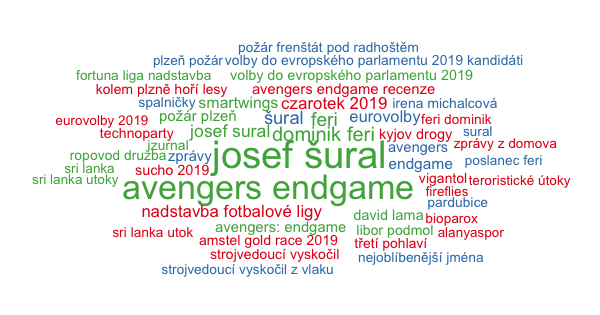 požár frenštát pod radhoštěm
plzeň požár volby do evropského parlamentu 2019 kandidáti
fortuna liga nadstavba volby do evropského parlamentu 2019
kolem plzně hoří lesy avengers endgame recenze
spalničky smartwings czarotek 2019 irena michalcová
eurovolby 2019 požár plzeň šural feri eurovolby feri dominik
technoparty josef sural dominik feri kyjov drogy sural
jzurnal josef šural avengers zprávy z domova
ropovod družba zprávy endgame poslanec feri
sri lanka sucho 2019
sri lanka utoky avengers endgame vigantol teroristické útoky
fireflies
pardubice
nadstavba fotbalové ligy david lama bioparox
sri lanka utok avengers: endgame libor podmol alanyaspor
amstel gold race 2019 třetí pohlaví
strojvedoucí vyskočil nejoblíbenější jména
strojvedoucí vyskočil z vlaku